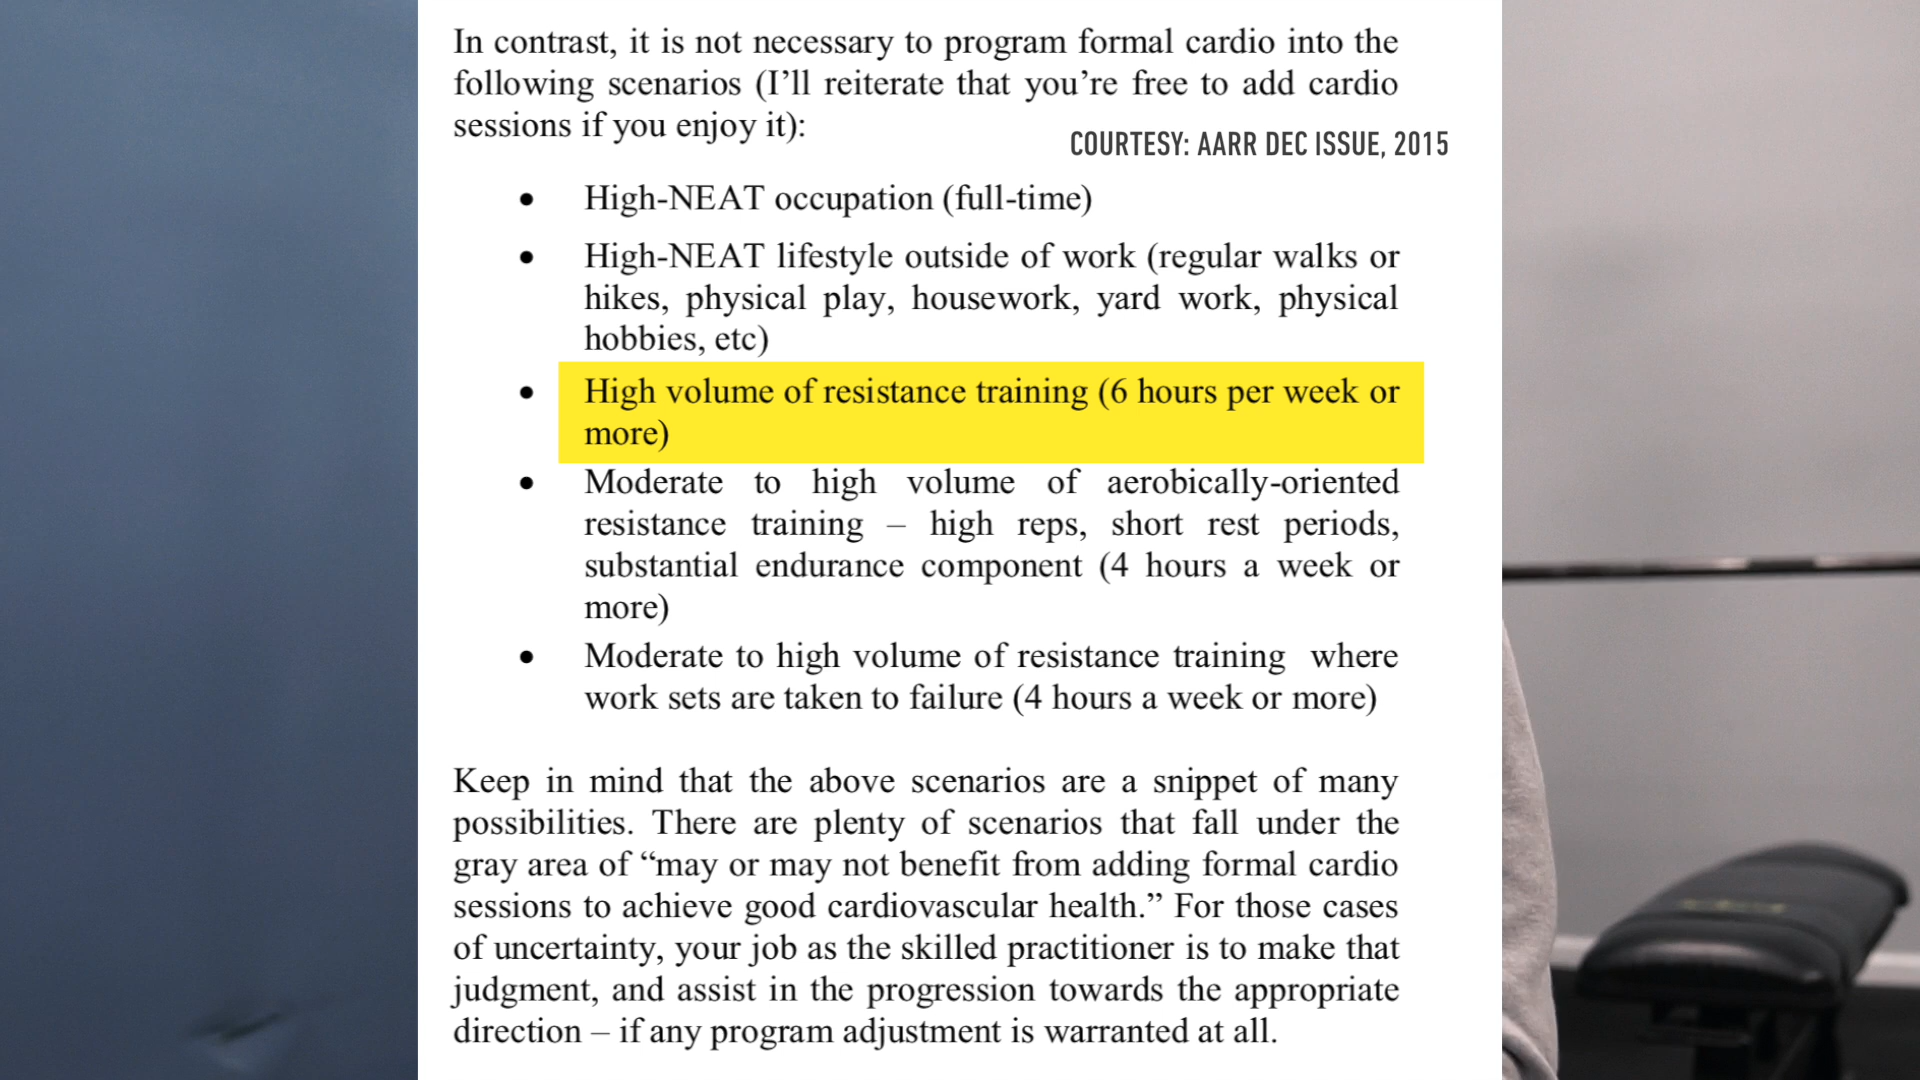 In contrast, it is not necessary to program formal cardio into the
following scenarios (I’ll reiterate that you’re free to add cardio
sessions if you enjoy it):
COURTESY: AARR DEC ISSUE, 2015
• High-NEAT occupation (full-time)
• High-NEAT lifestyle outside of work (regular walks or
hikes, physical play, housework, yard work, physical
hobbies, etc)
• High volume of resistance training (6 hours per week or
more)
• Moderate to high volume of aerobically-oriented
resistance training – high reps, short rest periods,
substantial endurance component (4 hours a week or
more)
• Moderate to high volume of resistance training where
work sets are taken to failure (4 hours a week or more)
Keep in mind that the above scenarios are a snippet of many
possibilities. There are plenty of scenarios that fall under the
gray area of “may or may not benefit from adding formal cardio
sessions to achieve good cardiovascular health.” For those cases
of uncertainty, your job as the skilled practitioner is to make that
judgment, and assist in the progression towards the appropriate
direction – if any program adjustment is warranted at all.